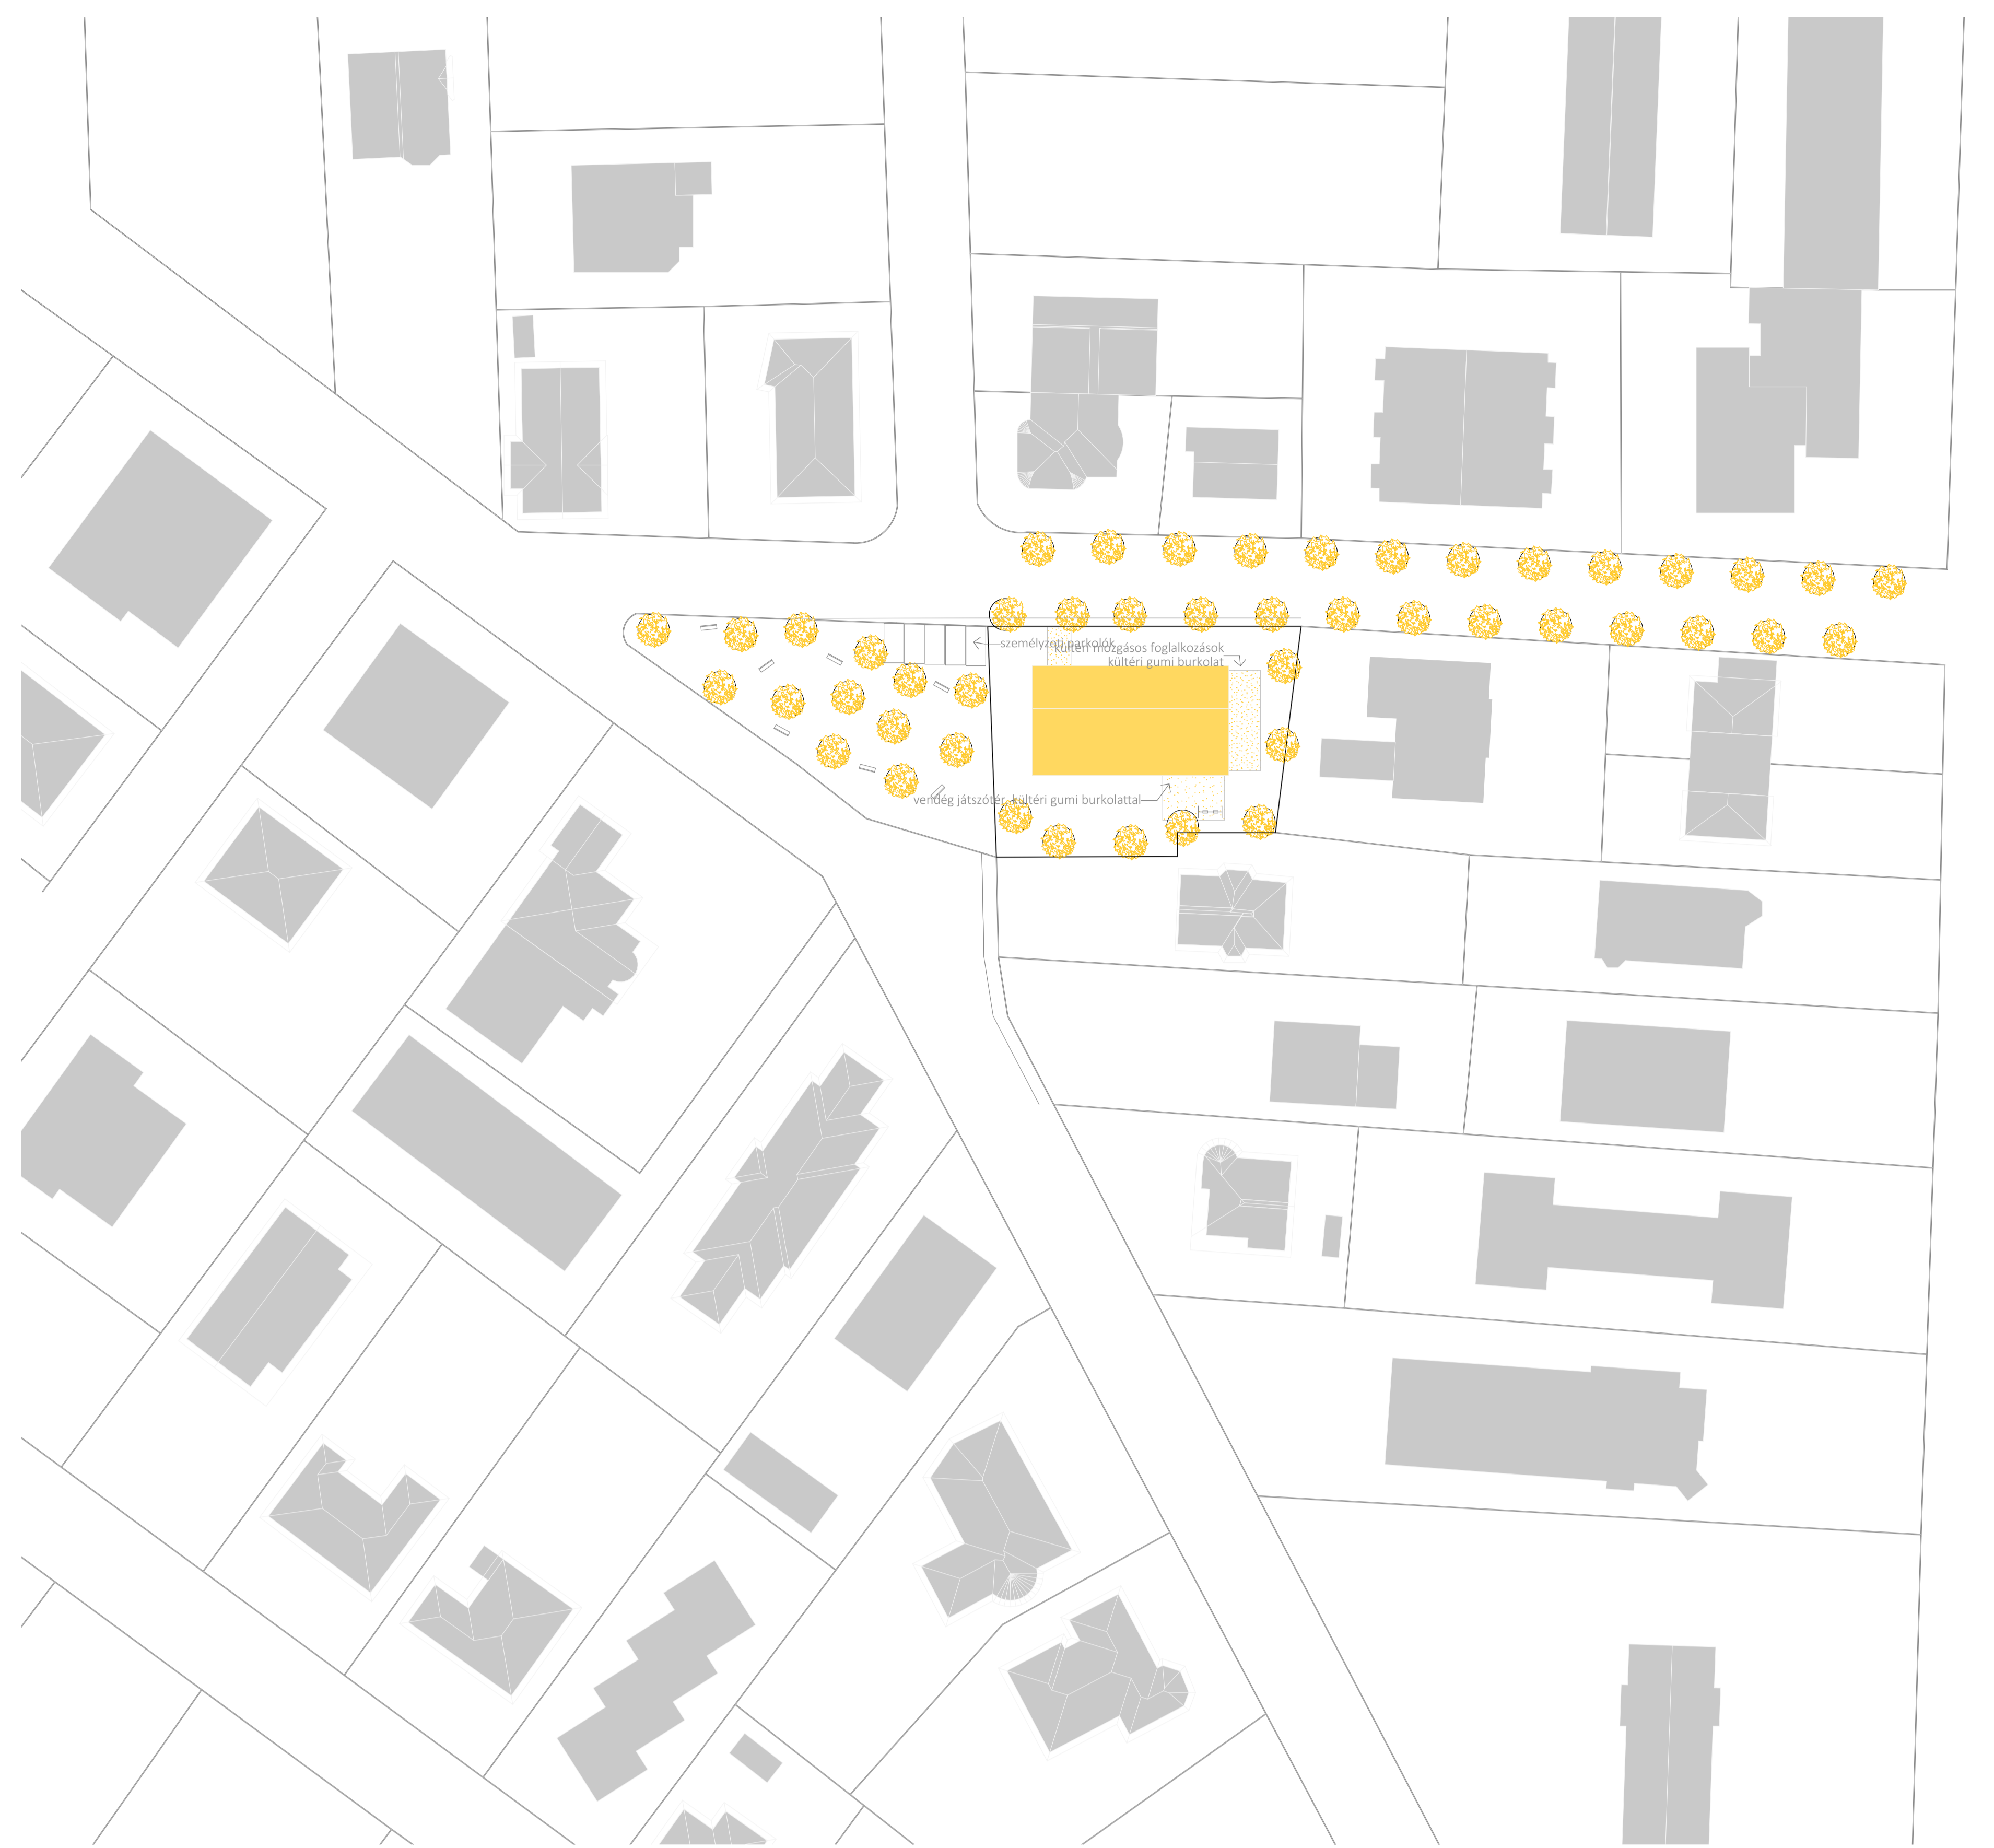 személyzeti parkolók
kültéri mozgásos foglalkozások
kültéri gumi burkolat
vendég játszótér, kültéri gumi burkolattal